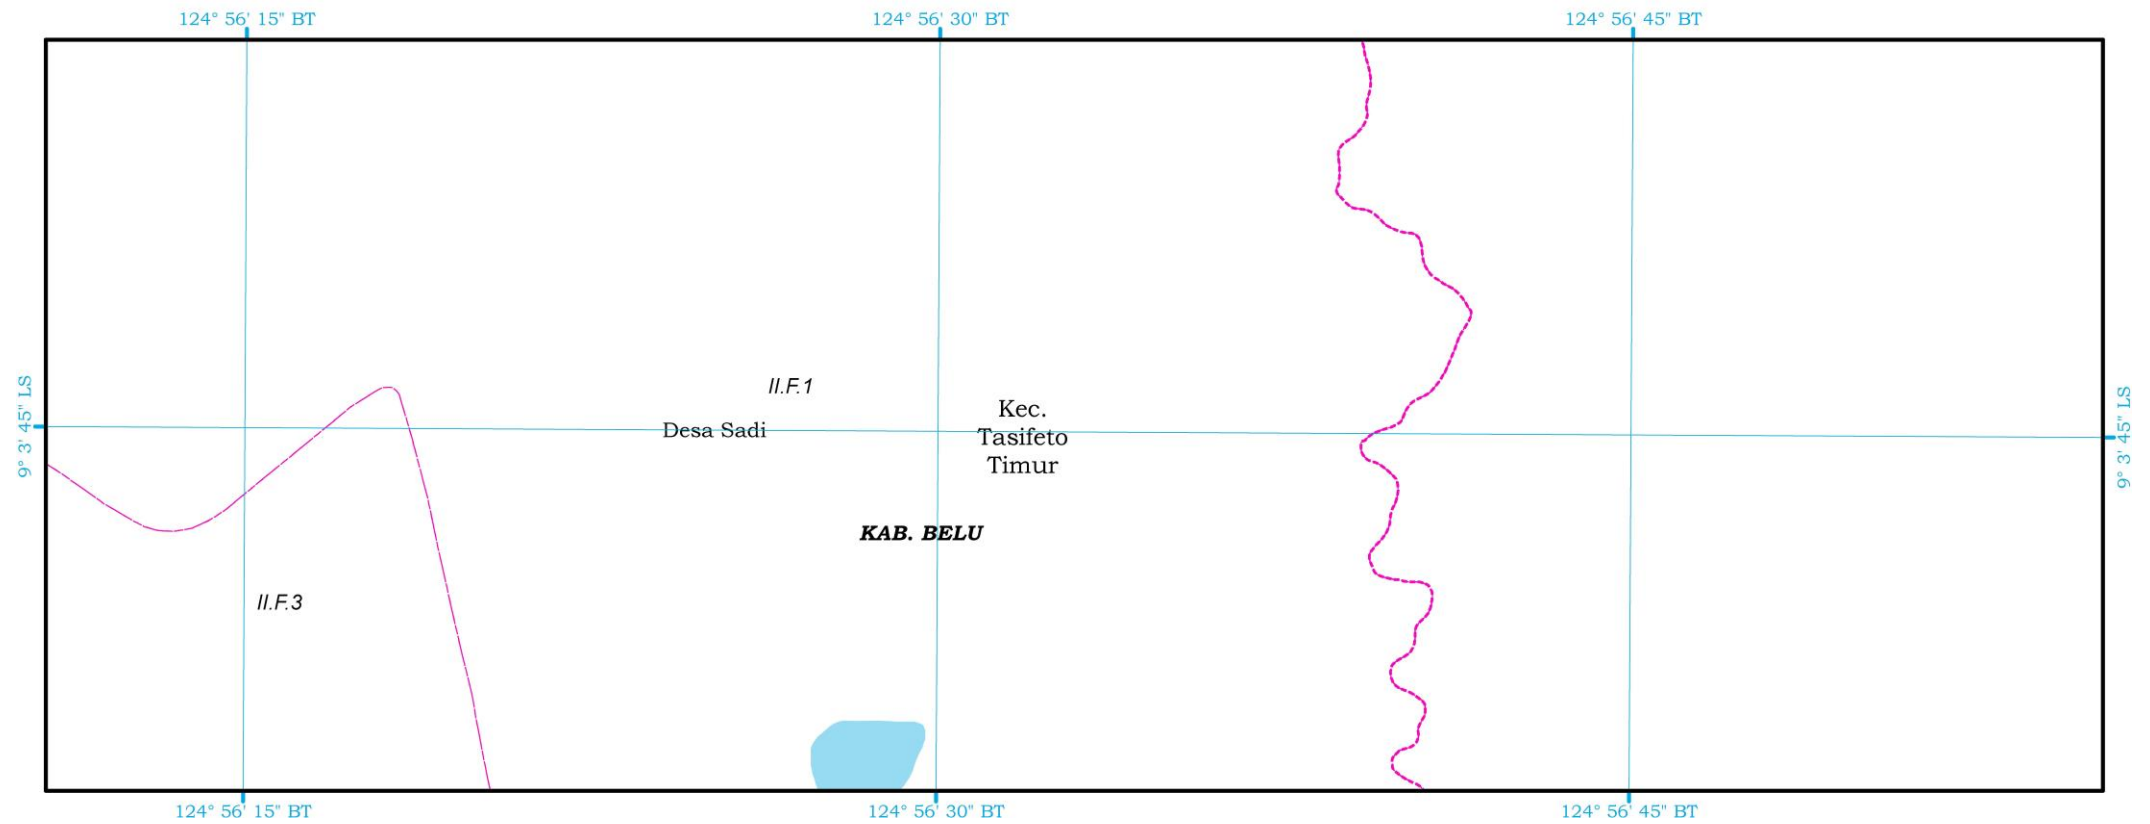 124° 56' 15" BT
124° 56' 30" BT
124° 56' 45" BT
9° 3' 45" LS
9° 3' 45" LS
II.F.1
Desa Sadi
Kec.
Tasifeto
Timur
KAB. BELU
II.F.3
124° 56' 15" BT
124° 56' 30" BT
124° 56' 45" BT